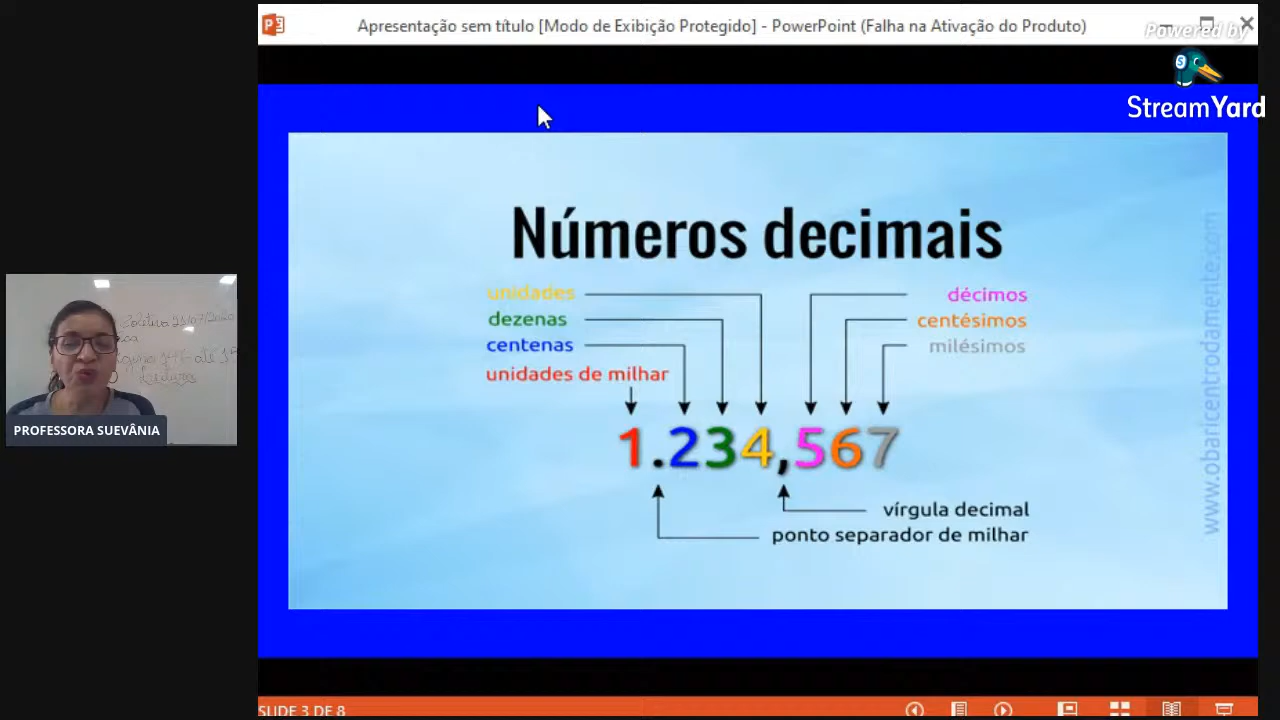 Apresentação sem título [Modo de Exibição Protegido] - PowerPoint (Falha na Ativação do Produto)
Powered by
StreamYard
Números decimais
unidades
dezenas
centenas
unidades de milhar
décimos
centésimos
milésimos
1.234,567
vírgula decimal
ponto separador de milhar
www.obaricentrodamente.com
até
PROFESSORA SUEVÂNIA
SLIDE 3 DE 8